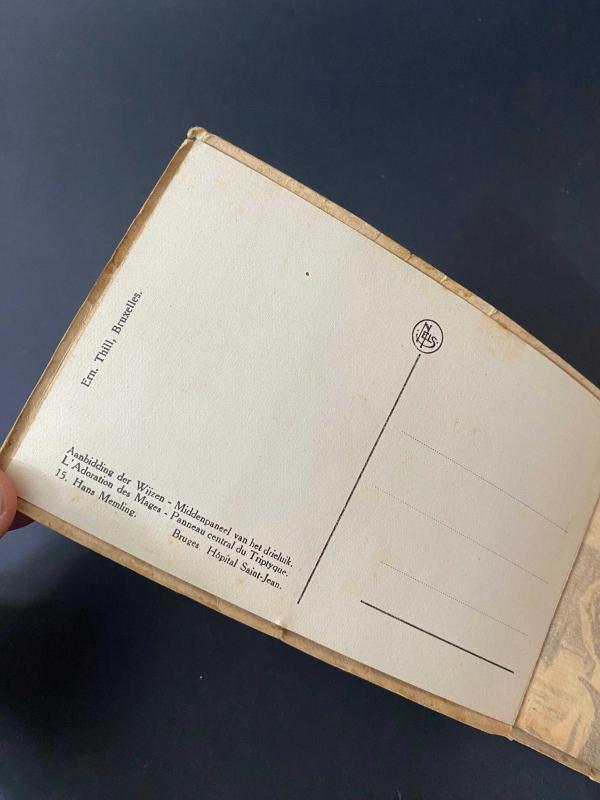 Ern. Thill, Bruxelles.
NELS
Aanbidding der Wijzen - Middenpaneel van het drieluik.
L'Adoration des Mages - Panneau central du Triptyque.
15. Hans Memling.
Bruges Hôpital Saint-Jean.